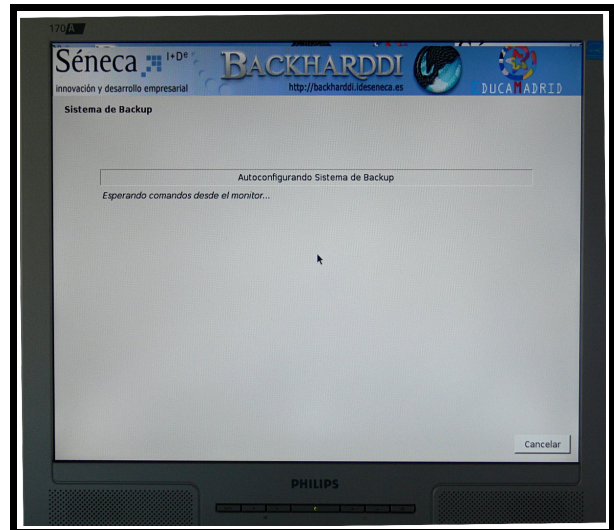 170A
Séneca I+De
innovación y desarrollo empresarial
BACKHARDDI
http://backharddi.ideseneca.es
DUCAMADRID
Sistema de Backup
Autoconfigurando Sistema de Backup
Esperando comandos desde el monitor...
Cancelar
PHILIPS